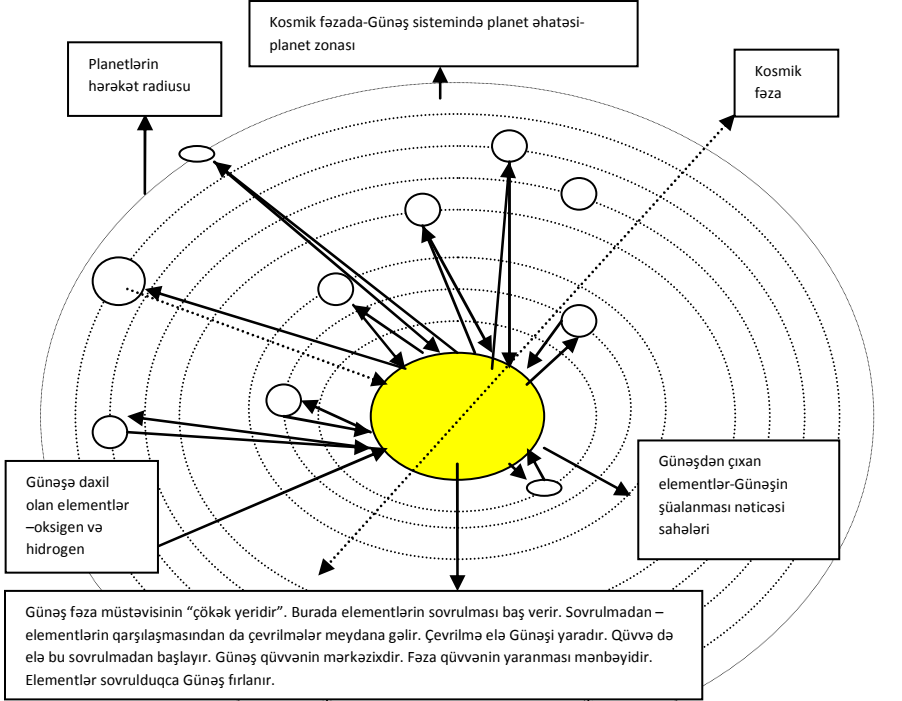 Kosmik fəzada-Günəş sistemində planet əhatəsi-
planet zonası
Planetlərin
hərəkət radiusu
Kosmik
fəza
Günəşə daxil
olan elementlər
–oksigen və
hidrogen
Günəşdən çıxan
elementlər-Günəşin
şüalanması nəticəsi
sahələri
Günəş fəza müstəvisinin “çökək yeridir”. Burada elementlərin sovrulması baş verir. Sovrulmadan –
elementlərin qarşılaşmasından da çevrilmələr meydana gəlir. Çevrilmə elə Günəşi yaradır. Qüvvə də
elə bu sovrulmadan başlayır. Günəş qüvvənin mərkəzixdir. Fəza qüvvənin yaranması mənbəyidir.
Elementlər sovrulduqca Günəş fırlanır.